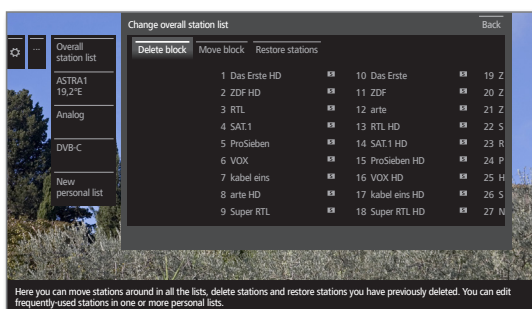 Change overall station list
Back
...
Overall
station list
ASTRA1
19,2°E
Analog
DVB-C
New
personal list
Delete block
Move block
Restore stations
1 Das Erste HD S
2 ZDF HD S
3 RTL S
4 SAT.1 S
5 ProSieben S
6 VOX S
7 kabel eins S
8 arte HD S
9 Super RTL S
10 Das Erste S
11 ZDF S
12 arte S
13 RTL HD S
14 SAT.1 HD S
15 ProSieben HD S
16 VOX HD S
17 kabel eins HD S
18 Super RTL HD S
19 Z
20 Z
21 Z
22 S
23 R
24 P
25 H
26 S
27 N
Here you can move stations around in all the lists, delete stations and restore stations you have previously deleted. You can edit
frequently-used stations in one or more personal lists.